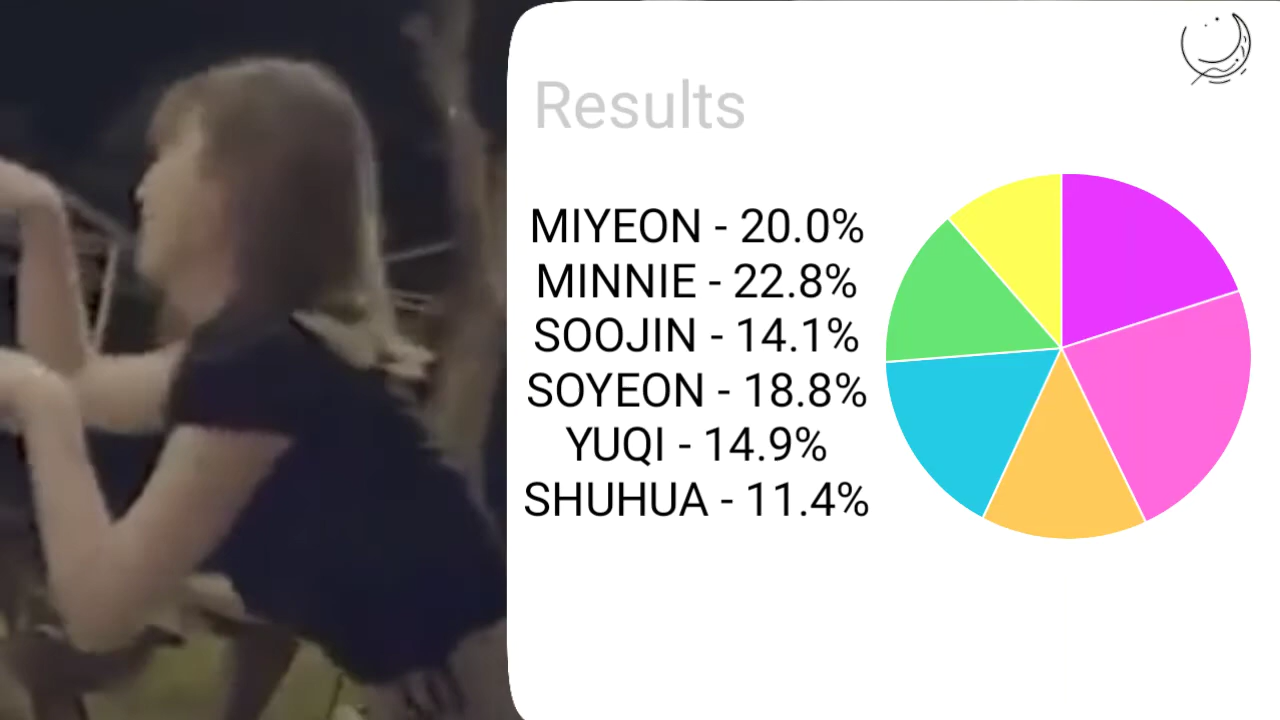 Results
MIYEON - 20.0%
MINNIE - 22.8%
SOOJIN - 14.1%
SOYEON - 18.8%
YUQI - 14.9%
SHUHUA - 11.4%